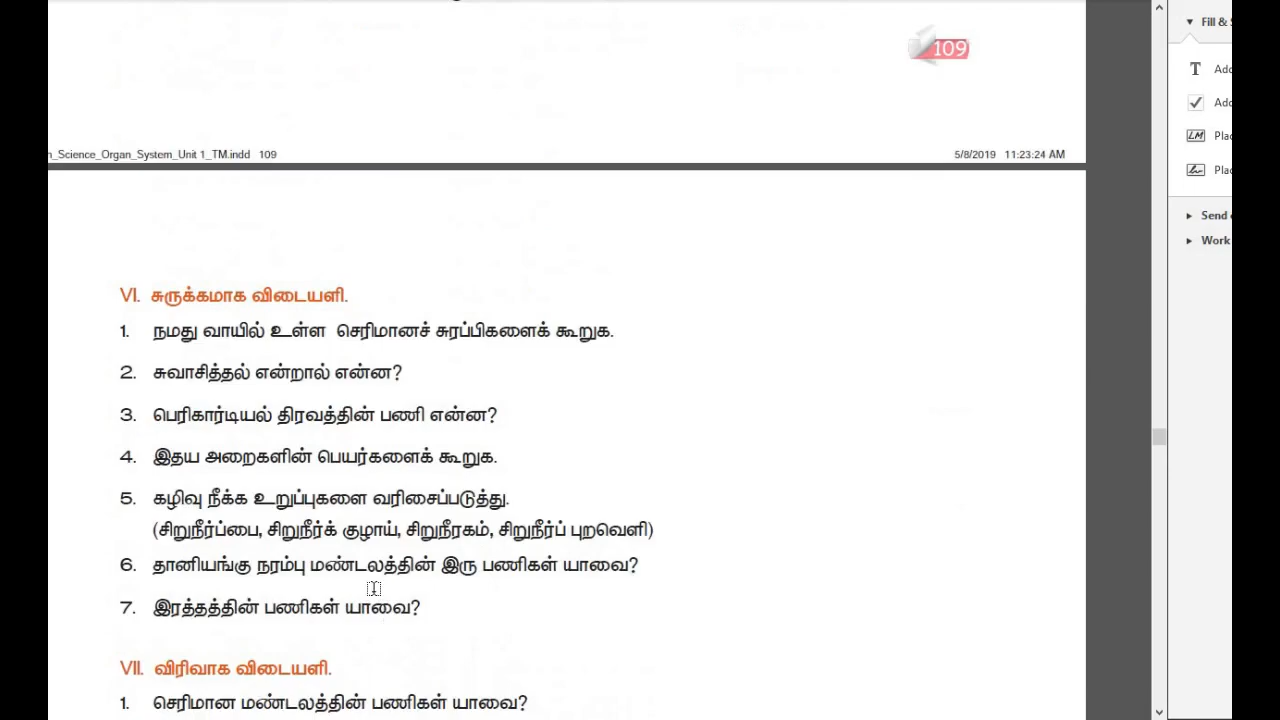 109
_Science_Organ_System_Unit 1_TM.indd 109
5/8/2019 11:23:24 AM
VI. சுருக்கமாக விடையளி.
1. நமது வாயில் உள்ள செரிமானச் சுரப்பிகளைக் கூறுக.
2. சுவாசித்தல் என்றால் என்ன?
3. பெரிகார்டியல் திரவத்தின் பணி என்ன?
4. இதய அறைகளின் பெயர்களைக் கூறுக.
5. கழிவு நீக்க உறுப்புகளை வரிசைப்படுத்து.
(சிறுநீர்ப்பை, சிறுநீர்க் குழாய், சிறுநீரகம், சிறுநீர்ப் புறவெளி)
6. தானியங்கு நரம்பு மண்டலத்தின் இரு பணிகள் யாவை?
7. இரத்தத்தின் பணிகள் யாவை?
VII. விரிவாக விடையளி.
1. செரிமான மண்டலத்தின் பணிகள் யாவை?
Fill &
Add
Add
Send
Work